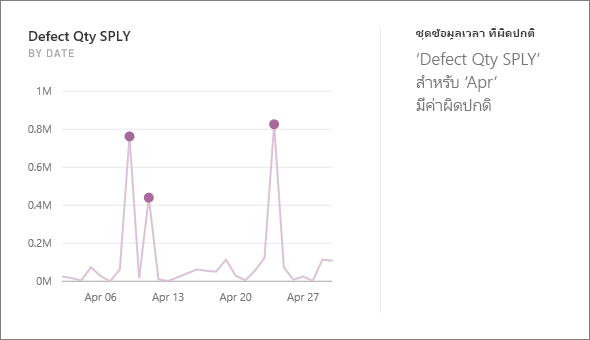 Defect Qty SPLY
BY DATE
1M
0.8M
0.6M
0.4M
0.2M
0M
Apr 06
Apr 13
Apr 20
Apr 27
ชุดข้อมูลเวลา ที่ผิดปกติ
‘Defect Qty SPLY’
สำหรับ ‘Apr’
มีค่าผิดปกติ